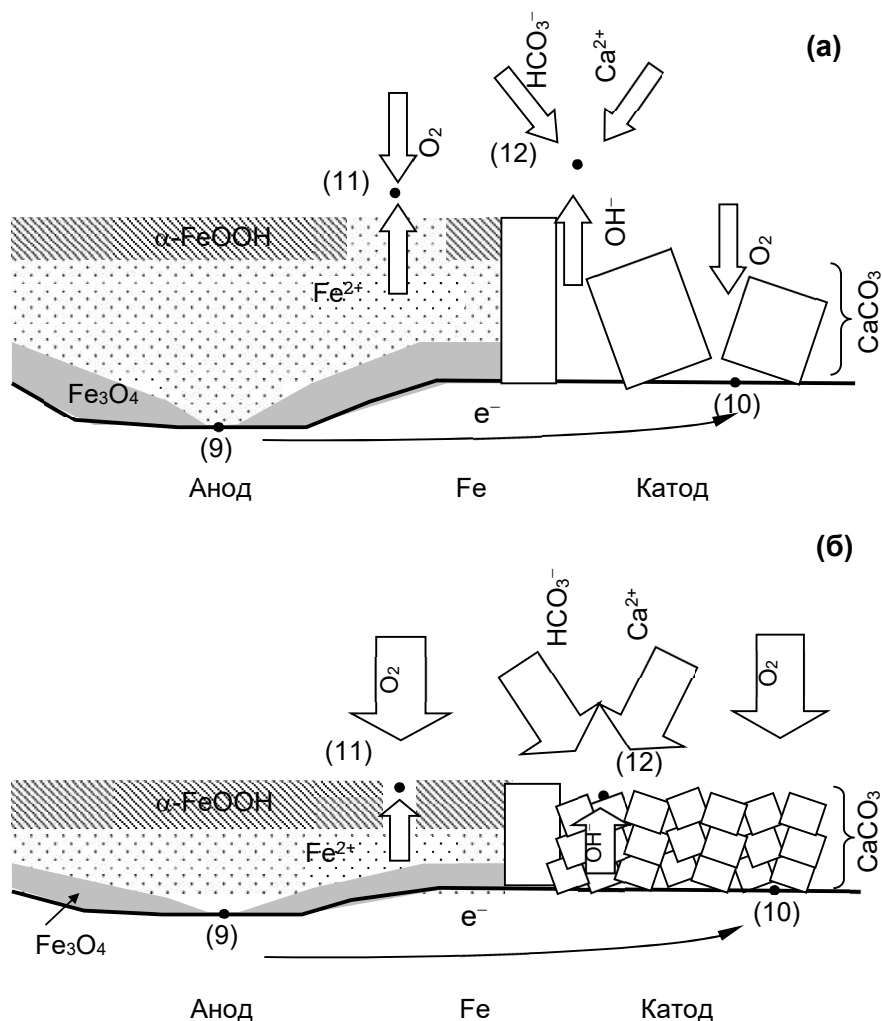 (а)
HCO₃⁻
Ca²⁺
(12)
O₂
(11)
OH⁻
O₂
α-FeOOH
Fe²⁺
CaCO₃
Fe₃O₄
e⁻
(10)
(9)
Анод Fe Катод
(б)
HCO₃⁻
Ca²⁺
O₂
O₂
(11)
(12)
α-FeOOH
Fe²⁺
OH⁻
CaCO₃
Fe₃O₄
(9)
e⁻
(10)
Анод Fe Катод